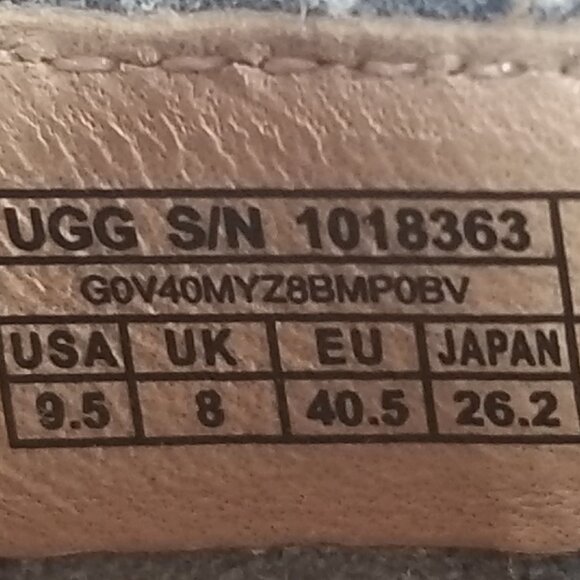 UGG S/N 1018363
G0V40MYZ8BMP0BV
USA UK EU JAPAN
9.5 8 40.5 26.2